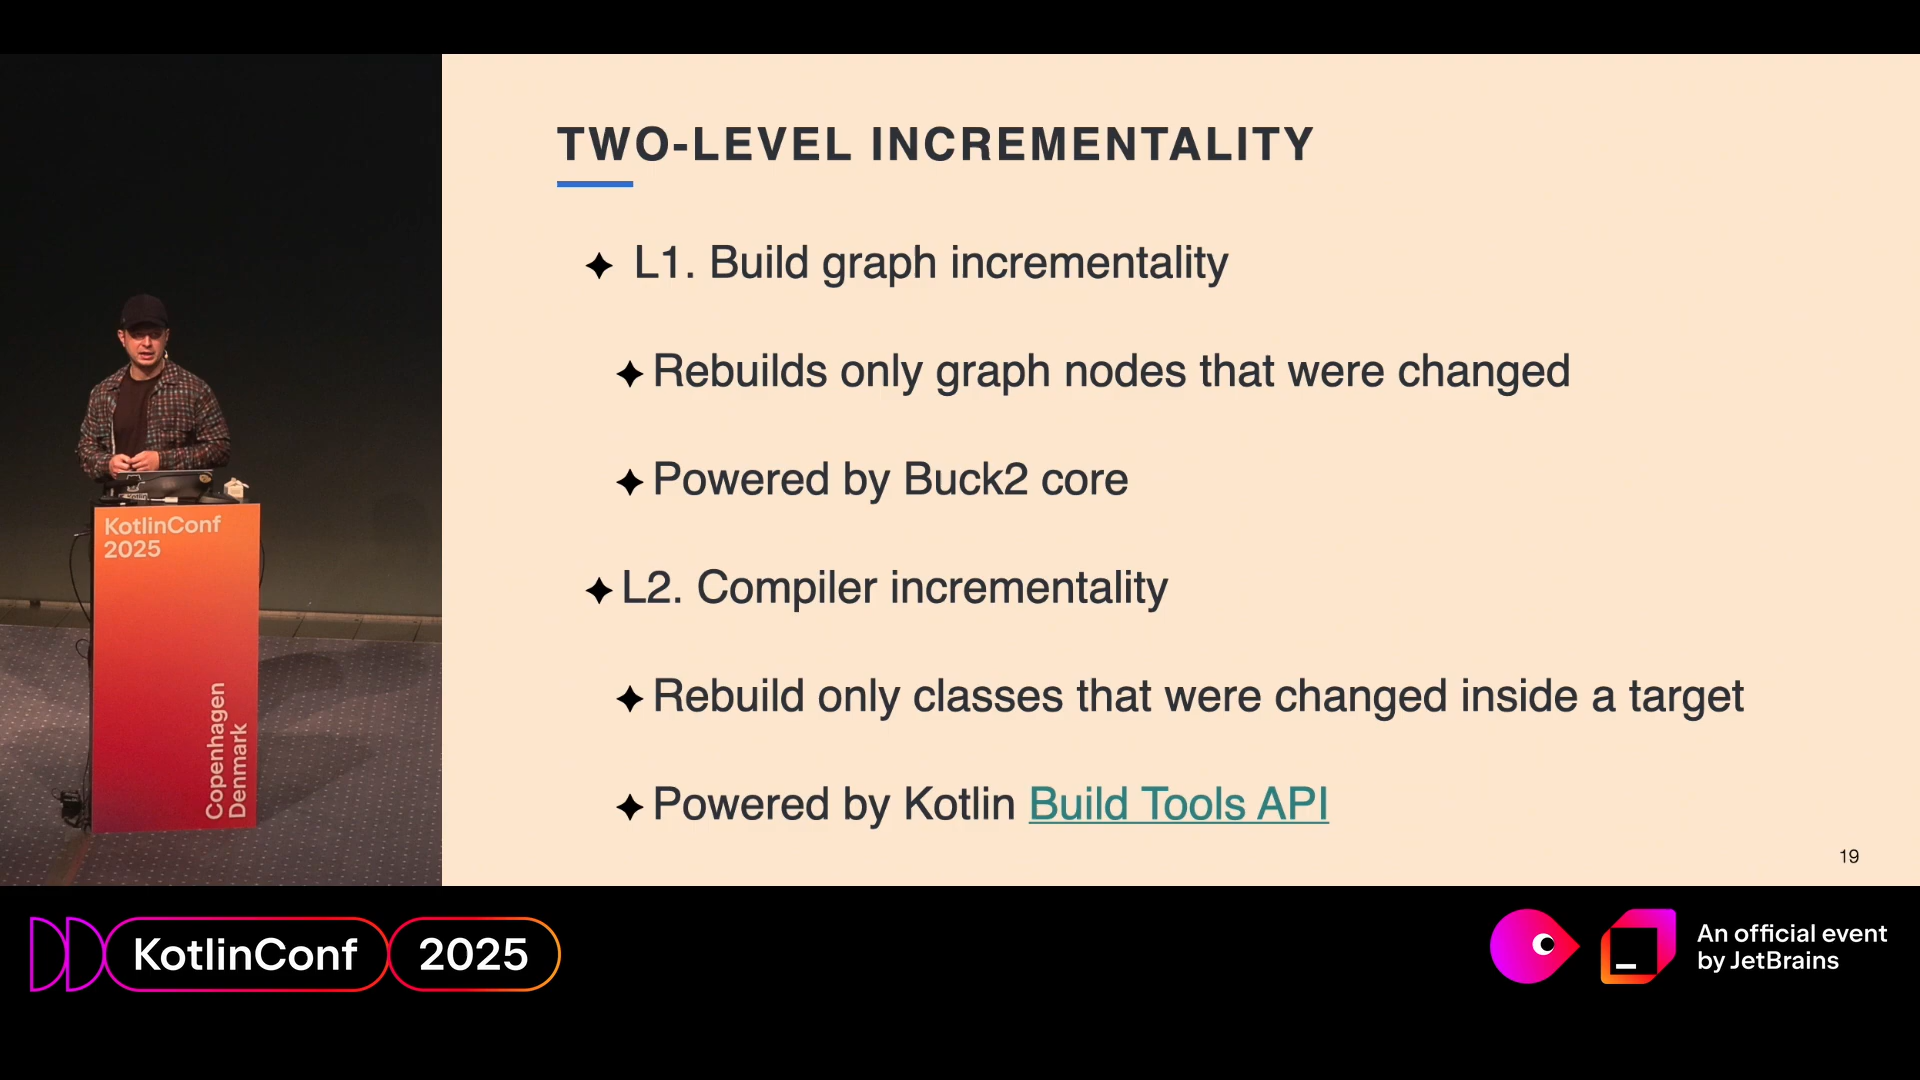 TWO-LEVEL INCREMENTALITY
L1. Build graph incrementality
Rebuilds only graph nodes that were changed
Powered by Buck2 core
L2. Compiler incrementality
Rebuild only classes that were changed inside a target
Powered by Kotlin Build Tools API
19
KotlinConf
2025
Copenhagen
Denmark
KotlinConf 2025
An official event
by JetBrains